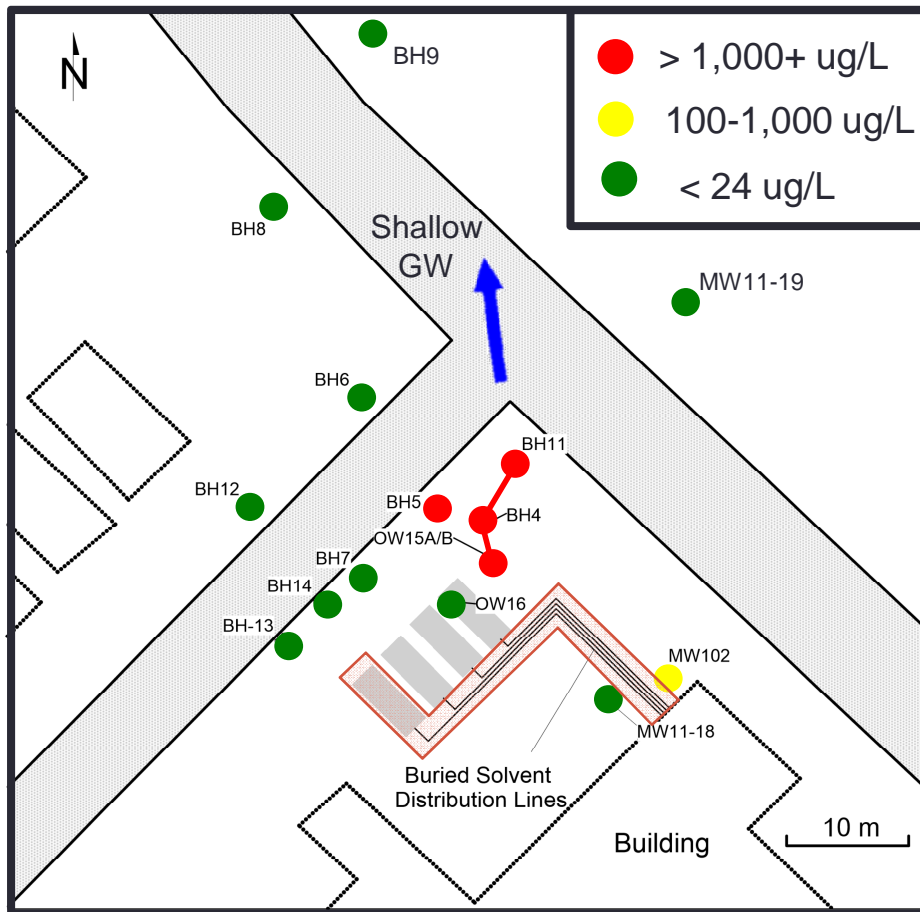 N
BH9
> 1,000+ ug/L
100-1,000 ug/L
< 24 ug/L
BH8
Shallow
GW
MW11-19
BH6
BH11
BH12
BH5
BH4
OW15A/B
BH7
BH14
OW16
BH-13
MW102
MW11-18
Buried Solvent
Distribution Lines
Building
10 m